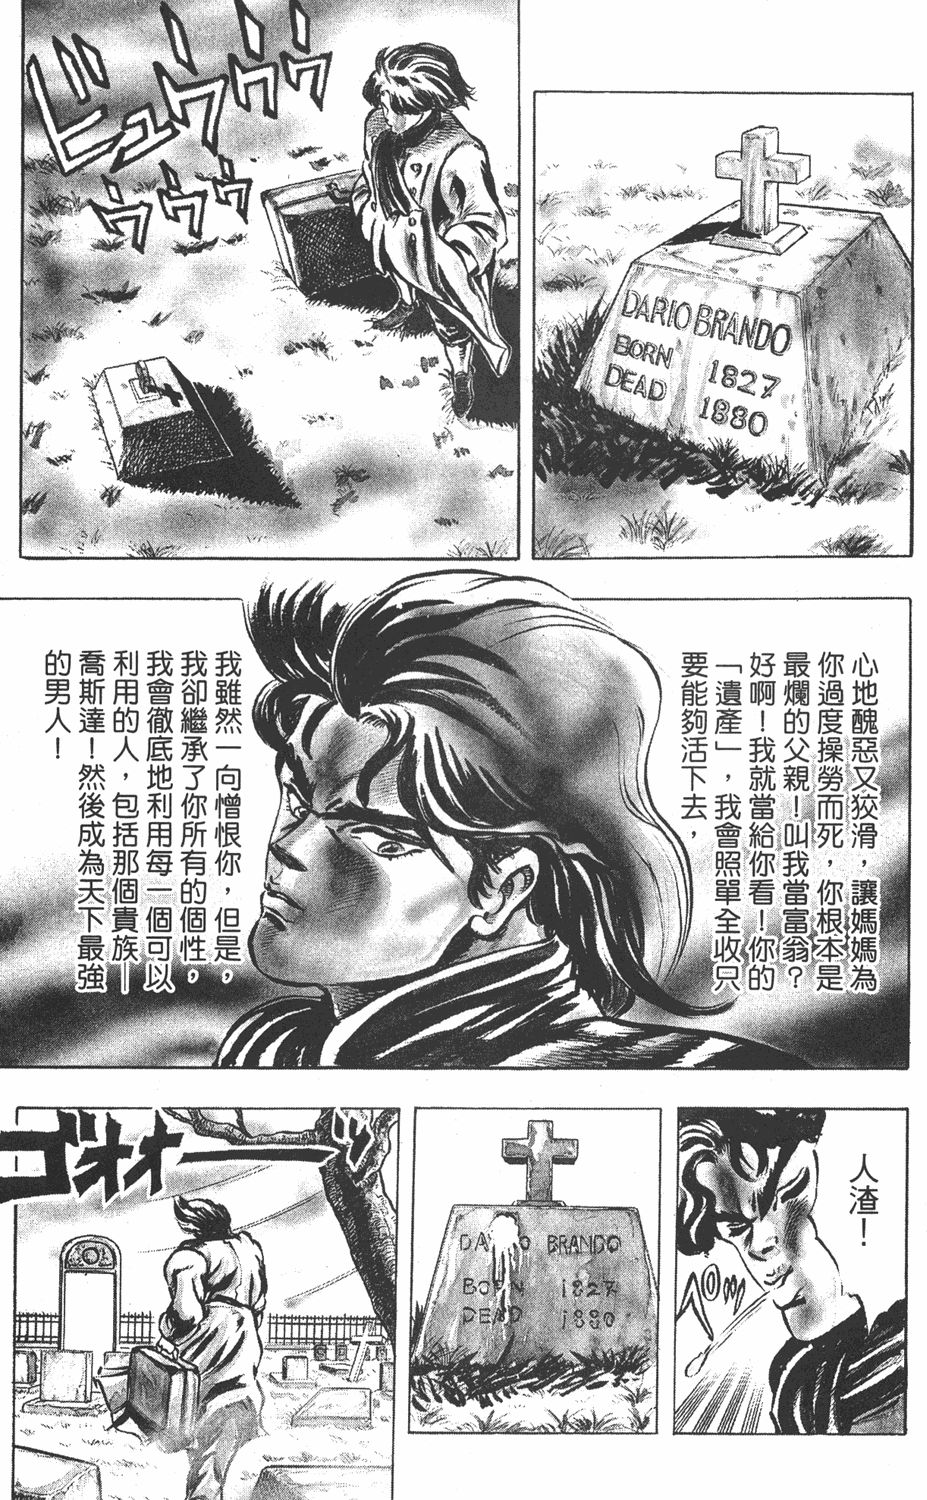 DARIO BRANDO
BORN 1827
DEAD 1880
ビュウウウウ
ウウウウ
心地醜惡又狡滑，讓媽媽為
你過度操勞而死，你根本是
最爛的父親！叫我當富翁？
好啊！我就當給你看！你的
「遺產」，我會照單全收只
要能夠活下去，
我雖然一向憎恨你，但是，
我卻繼承了你所有的個性，
我會徹底地利用每一個可以
利用的人，包括那個貴族—
喬斯達！然後成為天下最強
的男人！
人渣！
ペッ
DA O BRANDO
BORN 1827
DEAD 1880
ゴォォーーッ